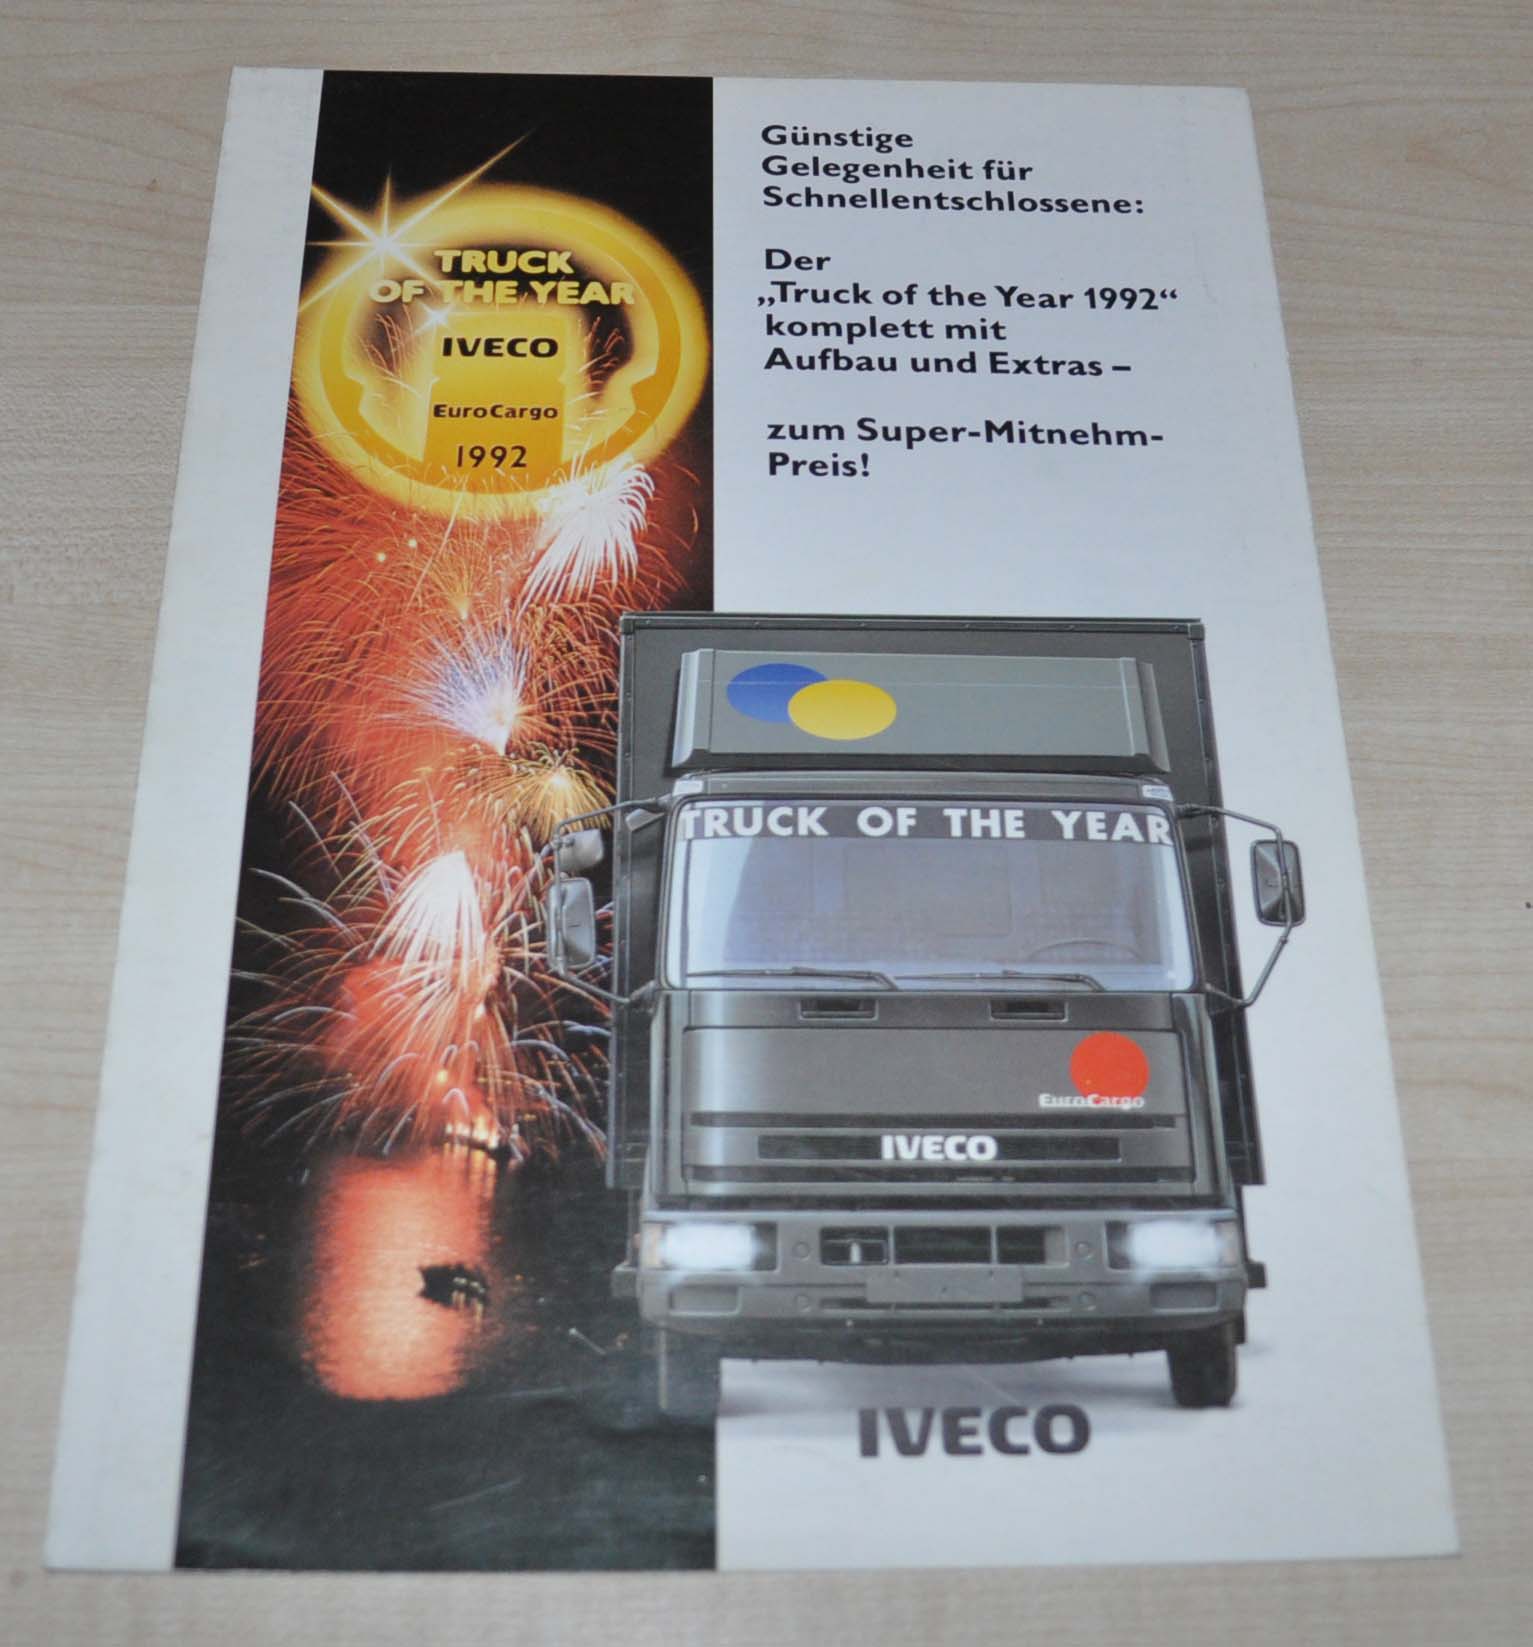 TRUCK
OF THE YEAR
IVECO
EuroCargo
1992
Günstige
Gelegenheit für
Schnellentschlossene:
Der
„Truck of the Year 1992“
komplett mit
Aufbau und Extras –
zum Super-Mitnehm-
Preis!
TRUCK OF THE YEAR
EuroCargo
IVECO
IVECO